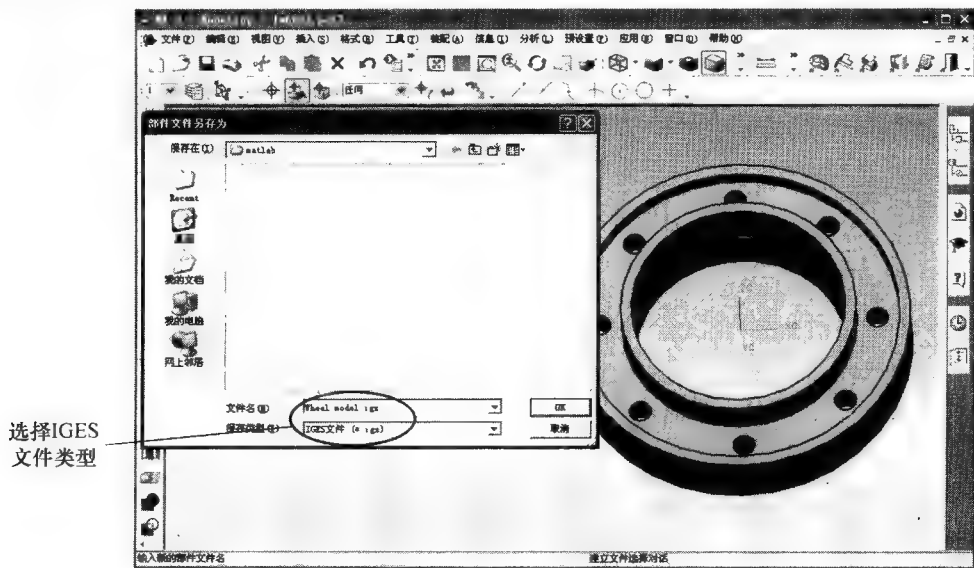 文件(F) 编辑(E) 视图(V) 插入(S) 格式(R) 工具(T) 装配(A) 信息(I) 分析(L) 预设置(P) 应用(N) 窗口(O) 帮助(H)
任何
部件文件另存为
保存在(I)
matlab
Recent
桌面
我的文档
我的电脑
网上邻居
文件名(N)
Wheel model igs
OK
保存类型(T)
IGES文件 (* igs)
取消
选择IGES
文件类型
输入新的部件文件名
建立文件选择对话